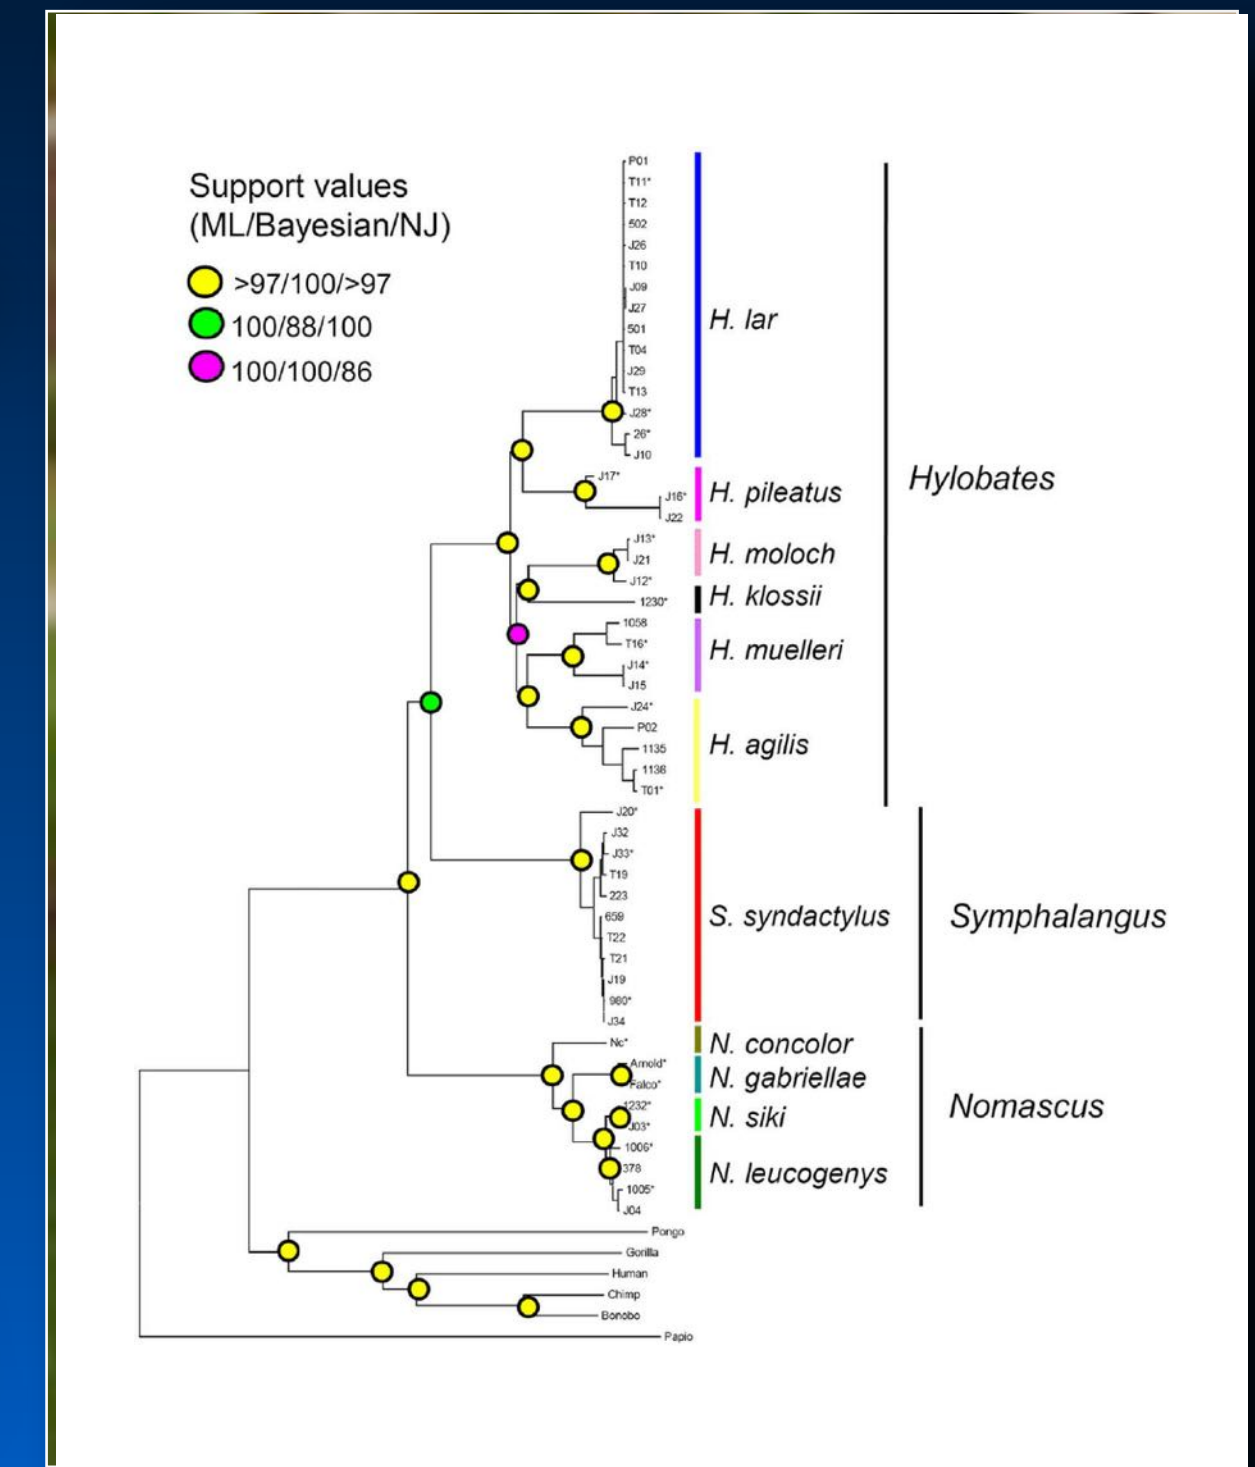 Support values
(ML/Bayesian/NJ)
>97/100/>97
100/88/100
100/100/86
P01
T11*
T12
502
J26
T10
J09
J27
501
T04
J29
T13
J28*
26*
J10
H. lar
J17*
J16*
J22
H. pileatus
J13*
J21
J12*
H. moloch
1230*
H. klossii
1058
T16*
J14*
J15
H. muelleri
J24*
P02
1135
1136
T01*
H. agilis
Hylobates
J20*
J32
J33*
T19
223
659
T22
T21
J19
980*
J34
S. syndactylus
Symphalangus
Nc*
N. concolor
Arnold*
Falco*
N. gabriellae
1232*
J03*
N. siki
1006*
378
1005*
J04
N. leucogenys
Nomascus
Pongo
Gorilla
Human
Chimp
Bonobo
Papio